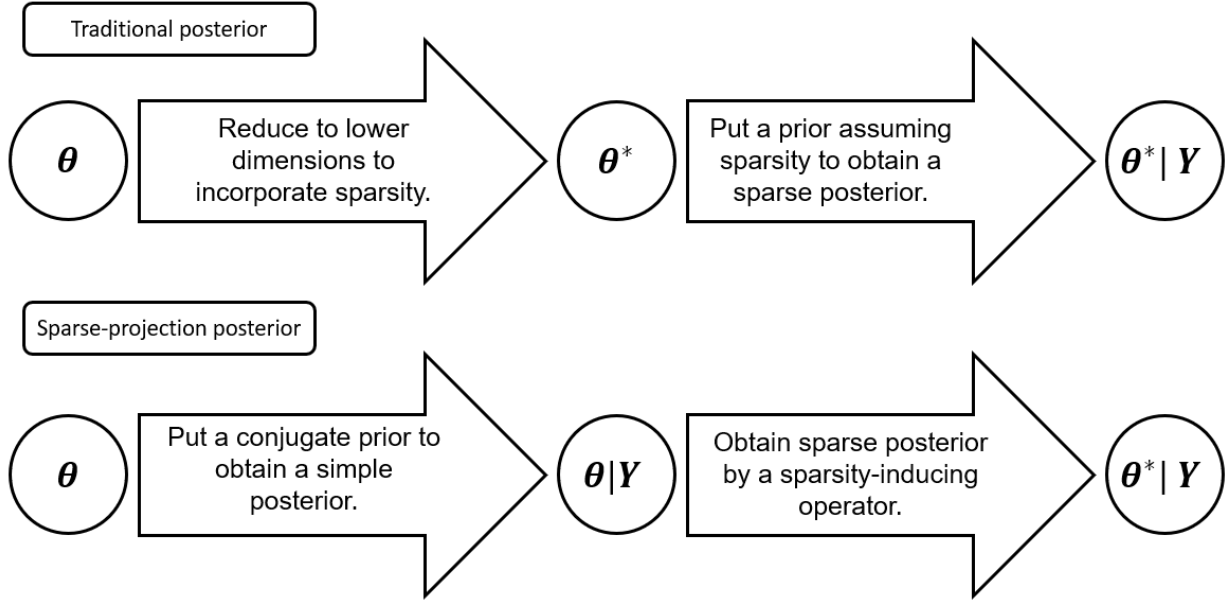 Traditional posterior
θ
Reduce to lower
dimensions to
incorporate sparsity.
θ*
Put a prior assuming
sparsity to obtain a
sparse posterior.
θ*| Y
Sparse-projection posterior
θ
Put a conjugate prior to
obtain a simple
posterior.
θ|Y
Obtain sparse posterior
by a sparsity-inducing
operator.
θ*| Y